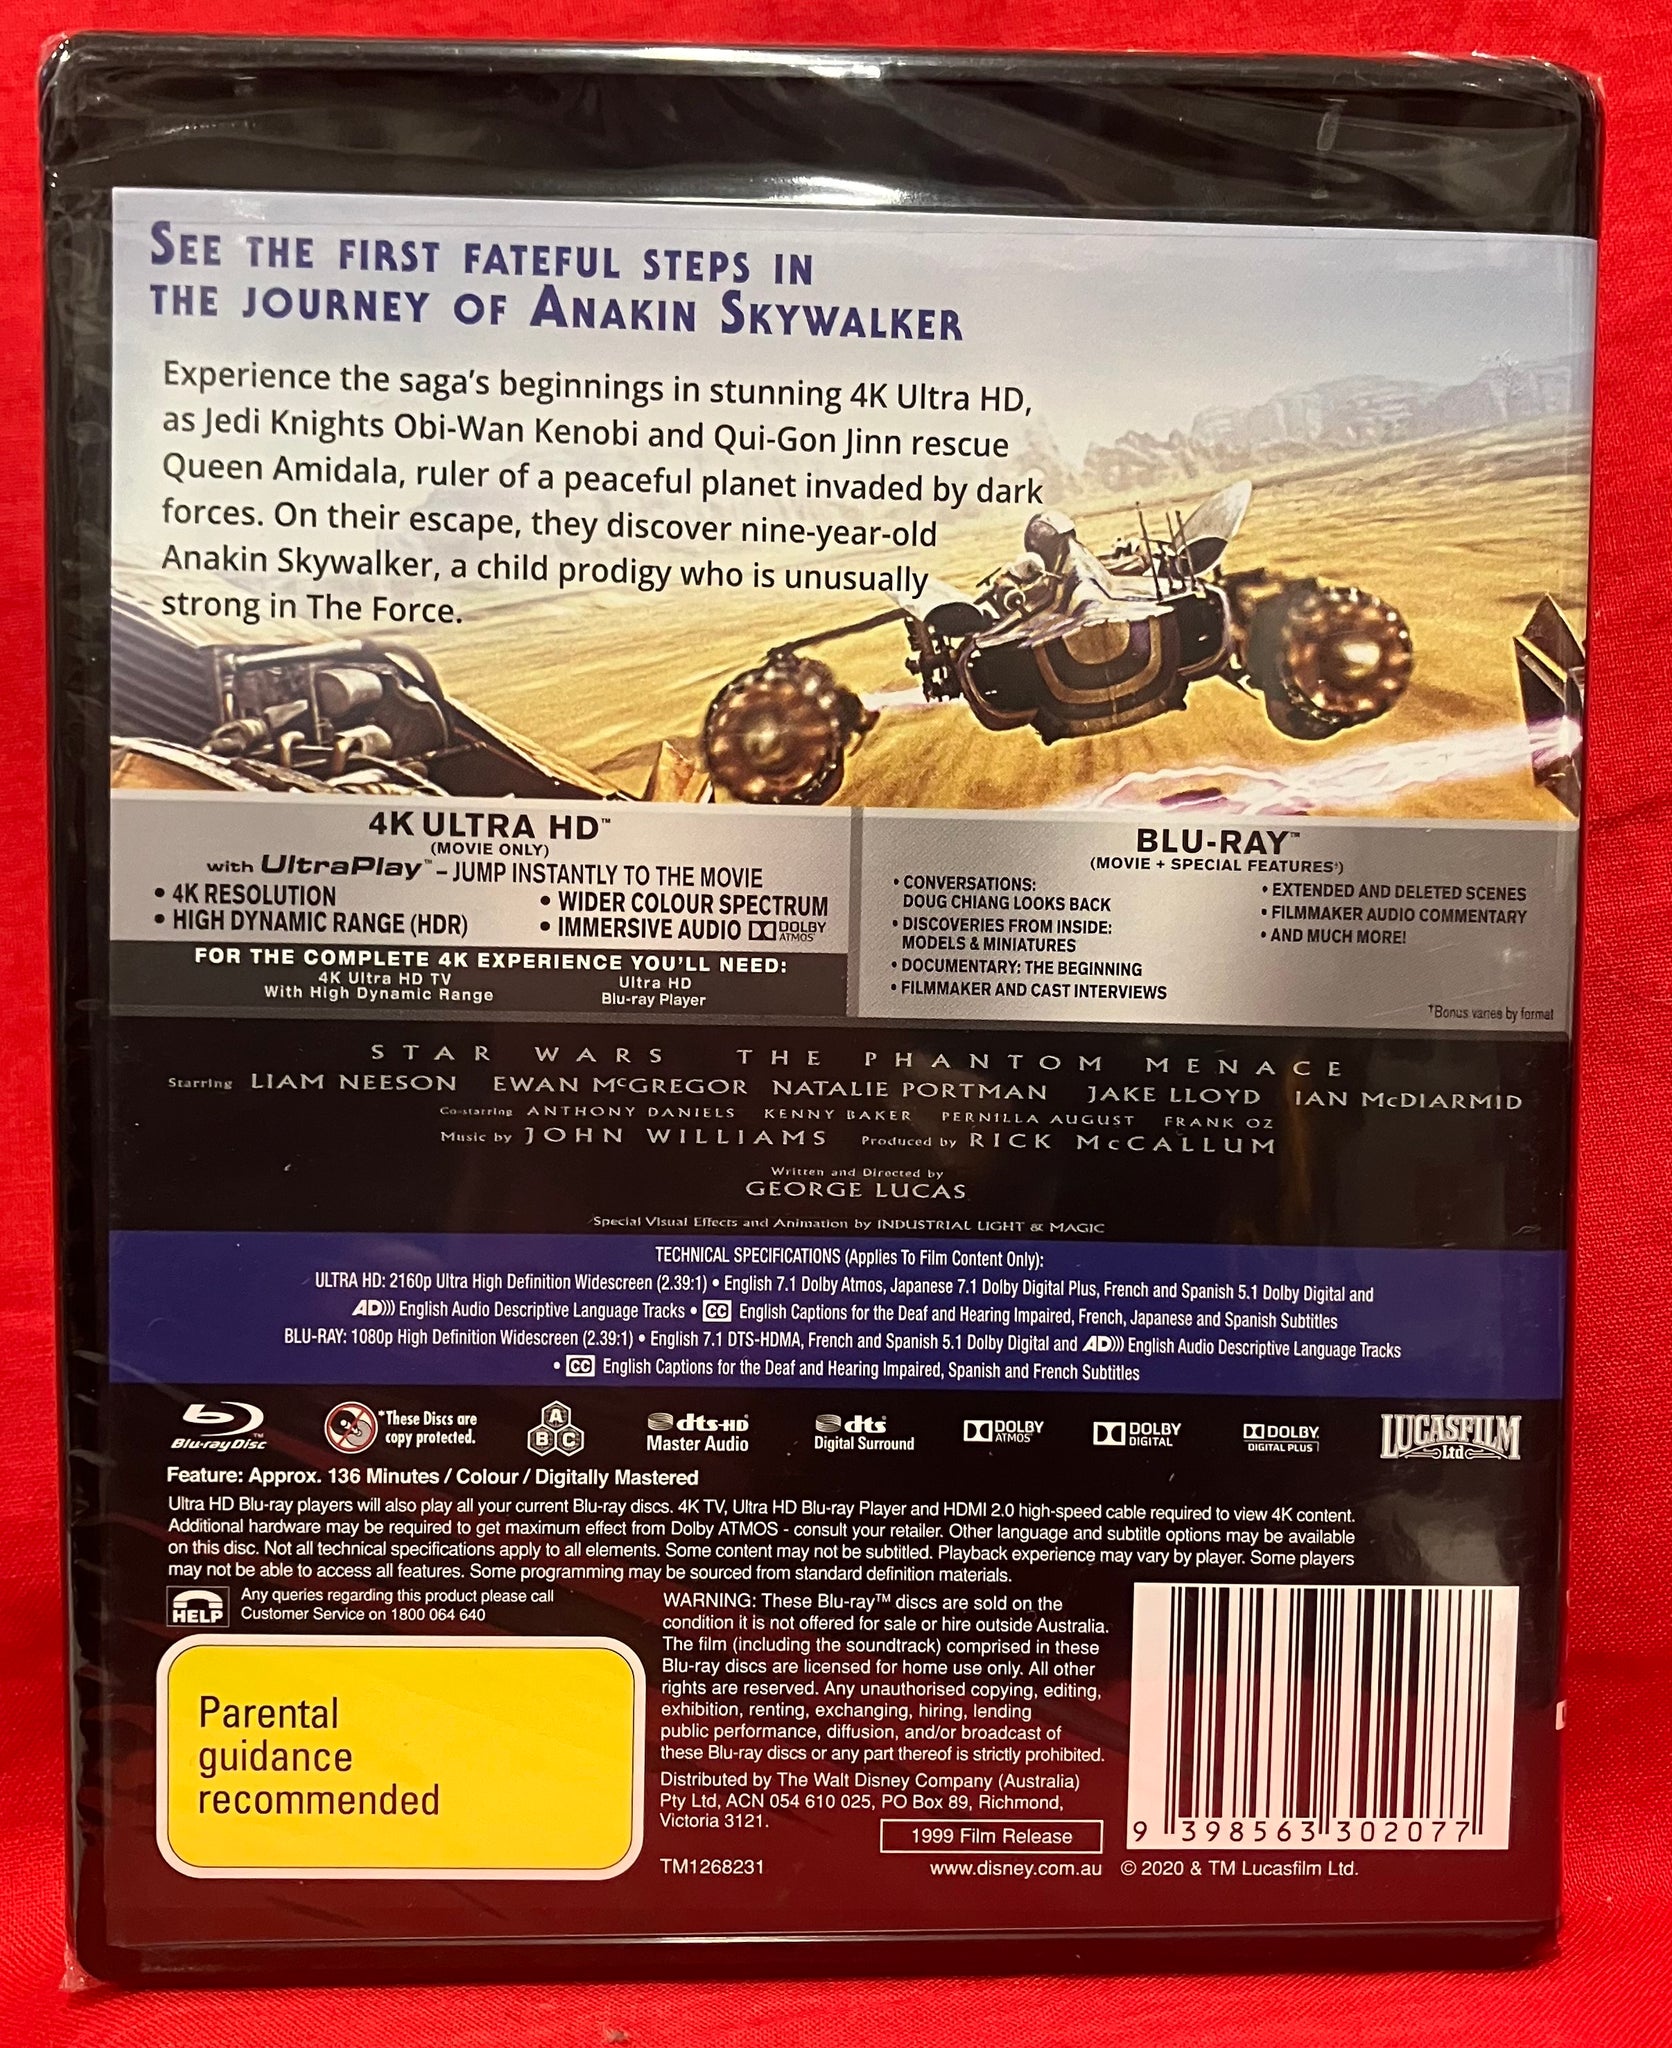 SEE THE FIRST FATEFUL STEPS IN
THE JOURNEY OF ANAKIN SKYWALKER
Experience the saga's beginnings in stunning 4K Ultra HD,
as Jedi Knights Obi-Wan Kenobi and Qui-Gon Jinn rescue
Queen Amidala, ruler of a peaceful planet invaded by dark
forces. On their escape, they discover nine-year-old
Anakin Skywalker, a child prodigy who is unusually
strong in The Force.
4K ULTRA HD™
(MOVIE ONLY)
with UltraPlay™ – JUMP INSTANTLY TO THE MOVIE
• 4K RESOLUTION
• HIGH DYNAMIC RANGE (HDR)
• WIDER COLOUR SPECTRUM
• IMMERSIVE AUDIO DOLBY ATMOS
FOR THE COMPLETE 4K EXPERIENCE YOU'LL NEED:
4K Ultra HD TV
With High Dynamic Range
Ultra HD
Blu-ray Player
BLU-RAY™
(MOVIE + SPECIAL FEATURES†)
• CONVERSATIONS:
DOUG CHIANG LOOKS BACK
• DISCOVERIES FROM INSIDE:
MODELS & MINIATURES
• DOCUMENTARY: THE BEGINNING
• FILMMAKER AND CAST INTERVIEWS
• EXTENDED AND DELETED SCENES
• FILMMAKER AUDIO COMMENTARY
• AND MUCH MORE!
†Bonus varies by format
STAR WARS THE PHANTOM MENACE
Starring LIAM NEESON EWAN McGREGOR NATALIE PORTMAN JAKE LLOYD IAN McDIARMID
Co-starring ANTHONY DANIELS KENNY BAKER PERNILLA AUGUST FRANK OZ
Music by JOHN WILLIAMS Produced by RICK McCALLUM
Written and Directed by
GEORGE LUCAS
Special Visual Effects and Animation by INDUSTRIAL LIGHT & MAGIC
TECHNICAL SPECIFICATIONS (Applies To Film Content Only):
ULTRA HD: 2160p Ultra High Definition Widescreen (2.39:1) • English 7.1 Dolby Atmos, Japanese 7.1 Dolby Digital Plus, French and Spanish 5.1 Dolby Digital and
AD))) English Audio Descriptive Language Tracks • CC English Captions for the Deaf and Hearing Impaired, French, Japanese and Spanish Subtitles
BLU-RAY: 1080p High Definition Widescreen (2.39:1) • English 7.1 DTS-HDMA, French and Spanish 5.1 Dolby Digital and AD))) English Audio Descriptive Language Tracks
• CC English Captions for the Deaf and Hearing Impaired, Spanish and French Subtitles
Blu-ray Disc™
*These Discs are
copy protected.
A
B C
dts-HD
Master Audio
dts
Digital Surround
DOLBY
ATMOS
DOLBY
DIGITAL
DOLBY
DIGITAL PLUS
LUCASFILM
Ltd
Feature: Approx. 136 Minutes / Colour / Digitally Mastered
Ultra HD Blu-ray players will also play all your current Blu-ray discs. 4K TV, Ultra HD Blu-ray Player and HDMI 2.0 high-speed cable required to view 4K content.
Additional hardware may be required to get maximum effect from Dolby ATMOS - consult your retailer. Other language and subtitle options may be available
on this disc. Not all technical specifications apply to all elements. Some content may not be subtitled. Playback experience may vary by player. Some players
may not be able to access all features. Some programming may be sourced from standard definition materials.
HELP
Any queries regarding this product please call
Customer Service on 1800 064 640
Parental
guidance
recommended
WARNING: These Blu-ray™ discs are sold on the
condition it is not offered for sale or hire outside Australia.
The film (including the soundtrack) comprised in these
Blu-ray discs are licensed for home use only. All other
rights are reserved. Any unauthorised copying, editing,
exhibition, renting, exchanging, hiring, lending
public performance, diffusion, and/or broadcast of
these Blu-ray discs or any part thereof is strictly prohibited.
Distributed by The Walt Disney Company (Australia)
Pty Ltd, ACN 054 610 025, PO Box 89, Richmond,
Victoria 3121.
1999 Film Release
TM1268231
www.disney.com.au
9 398563 302077
© 2020 & TM Lucasfilm Ltd.